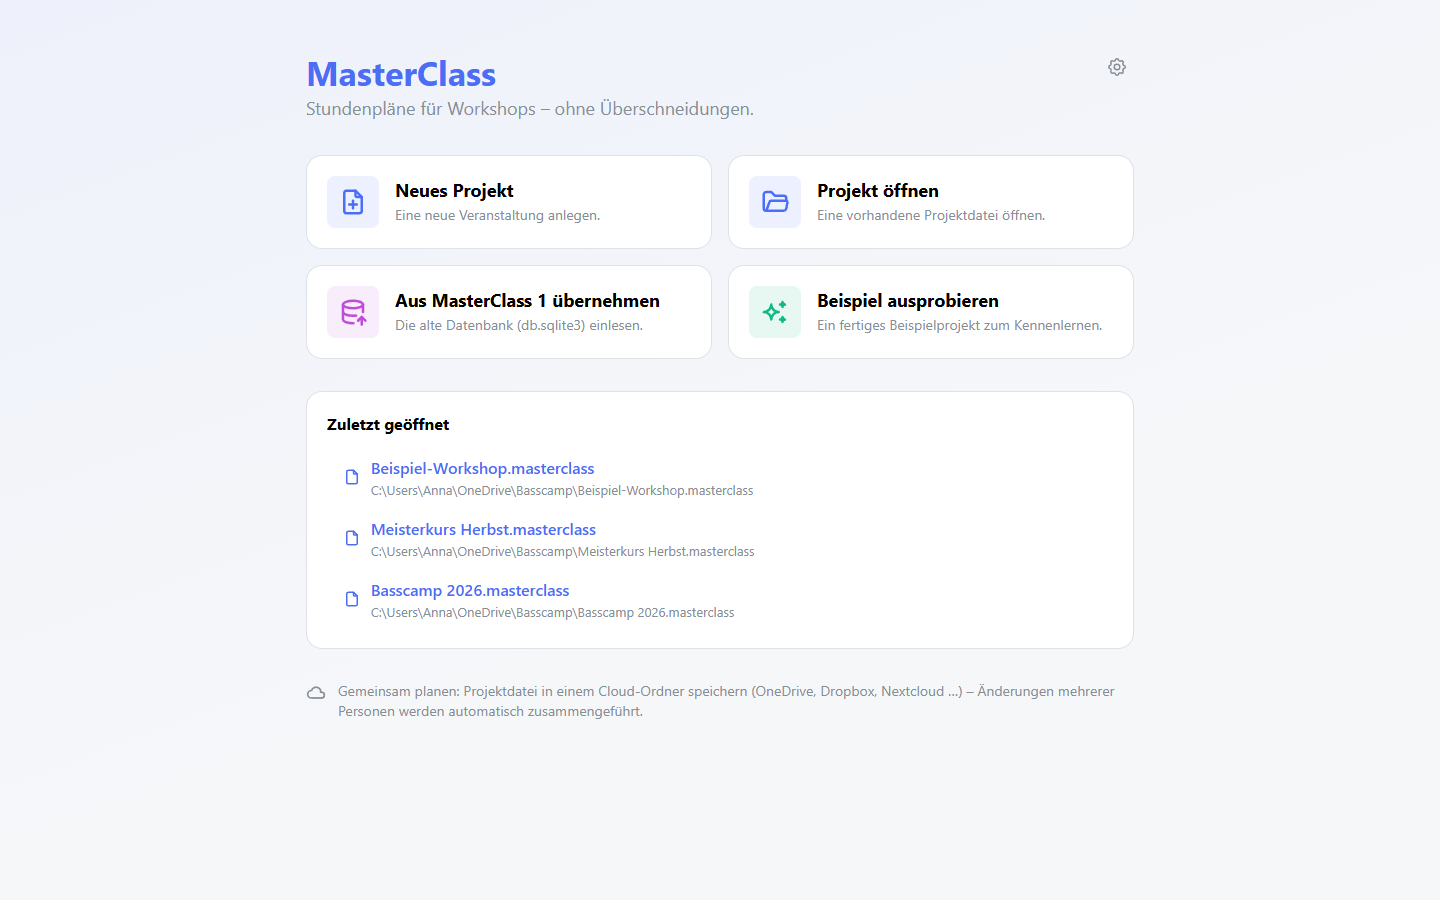 MasterClass
Stundenpläne für Workshops – ohne Überschneidungen.
Neues Projekt
Eine neue Veranstaltung anlegen.
Projekt öffnen
Eine vorhandene Projektdatei öffnen.
Aus MasterClass 1 übernehmen
Die alte Datenbank (db.sqlite3) einlesen.
Beispiel ausprobieren
Ein fertiges Beispielprojekt zum Kennenlernen.
Zuletzt geöffnet
Beispiel-Workshop.masterclass
C:\Users\Anna\OneDrive\Basscamp\Beispiel-Workshop.masterclass
Meisterkurs Herbst.masterclass
C:\Users\Anna\OneDrive\Basscamp\Meisterkurs Herbst.masterclass
Basscamp 2026.masterclass
C:\Users\Anna\OneDrive\Basscamp\Basscamp 2026.masterclass
Gemeinsam planen: Projektdatei in einem Cloud-Ordner speichern (OneDrive, Dropbox, Nextcloud ...) – Änderungen mehrerer
Personen werden automatisch zusammengeführt.